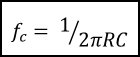 f_c = 1/2πRC